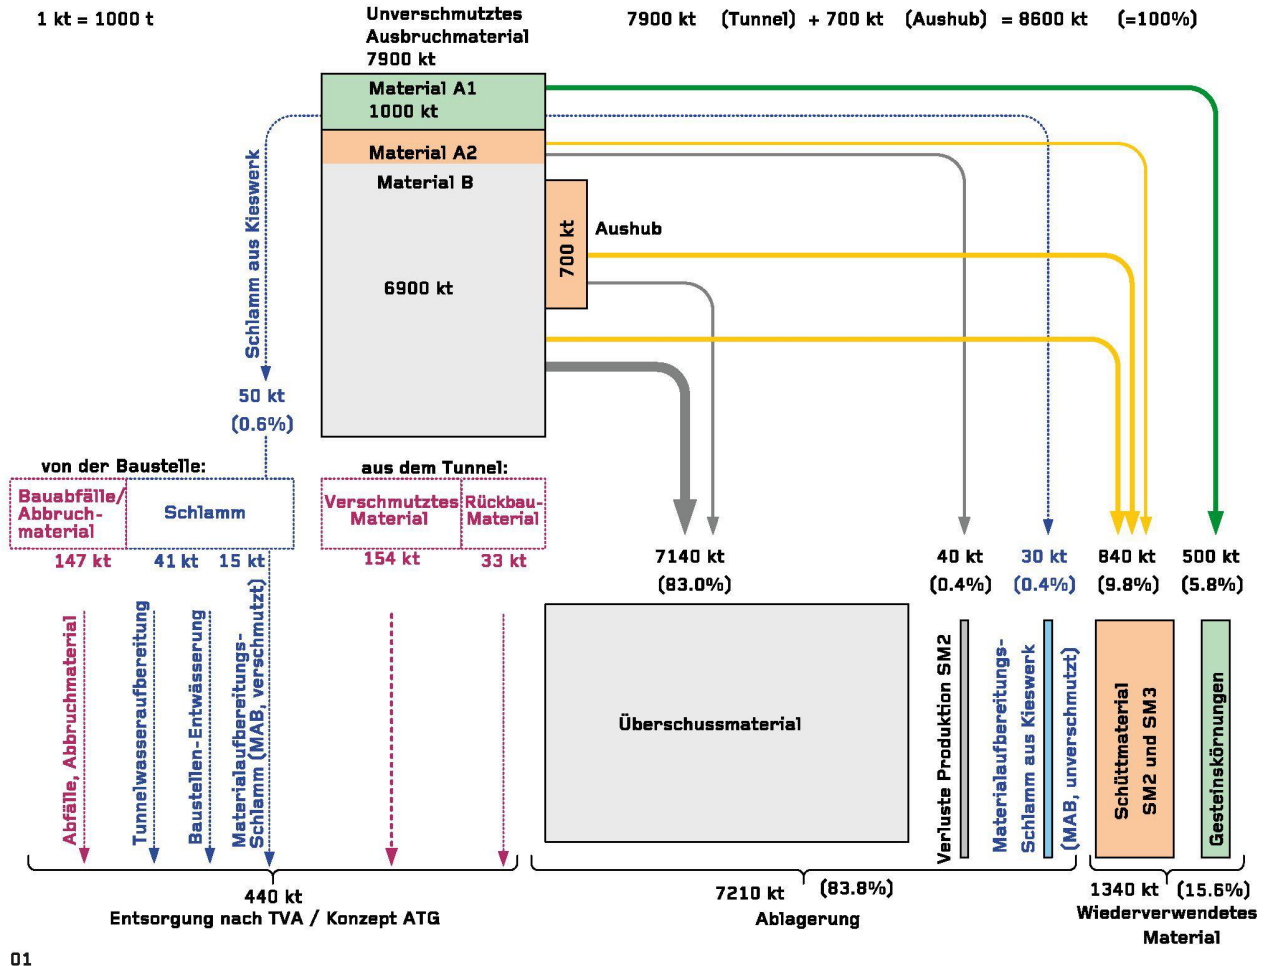 1 kt = 1000 t
Unverschmutztes
Ausbruchmaterial
7900 kt
7900 kt (Tunnel) + 700 kt (Aushub) = 8600 kt (=100%)
Material A1
1000 kt
Material A2
Material B
6900 kt
700 kt
Aushub
Schlamm aus Kieswerk
50 kt
(0.6%)
von der Baustelle:
Bauabfälle/
Abbruch-
material
Schlamm
147 kt
41 kt
15 kt
aus dem Tunnel:
Verschmutztes
Material
Rückbau-
Material
154 kt
33 kt
7140 kt
(83.0%)
40 kt
(0.4%)
30 kt
(0.4%)
840 kt
(9.8%)
500 kt
(5.8%)
Abfälle, Abbruchmaterial
Tunnelwasseraufbereitung
Baustellen-Entwässerung
Materialaufbereitungs-
Schlamm (MAB, verschmutzt)
Überschussmaterial
Verluste Produktion SM2
Materialaufbereitungs-
Schlamm aus Kieswerk
(MAB, unverschmutzt)
Schüttmaterial
SM2 und SM3
Gesteinskörnungen
440 kt
Entsorgung nach TVA / Konzept ATG
7210 kt (83.8%)
Ablagerung
1340 kt (15.6%)
Wiederverwendetes
Material
01